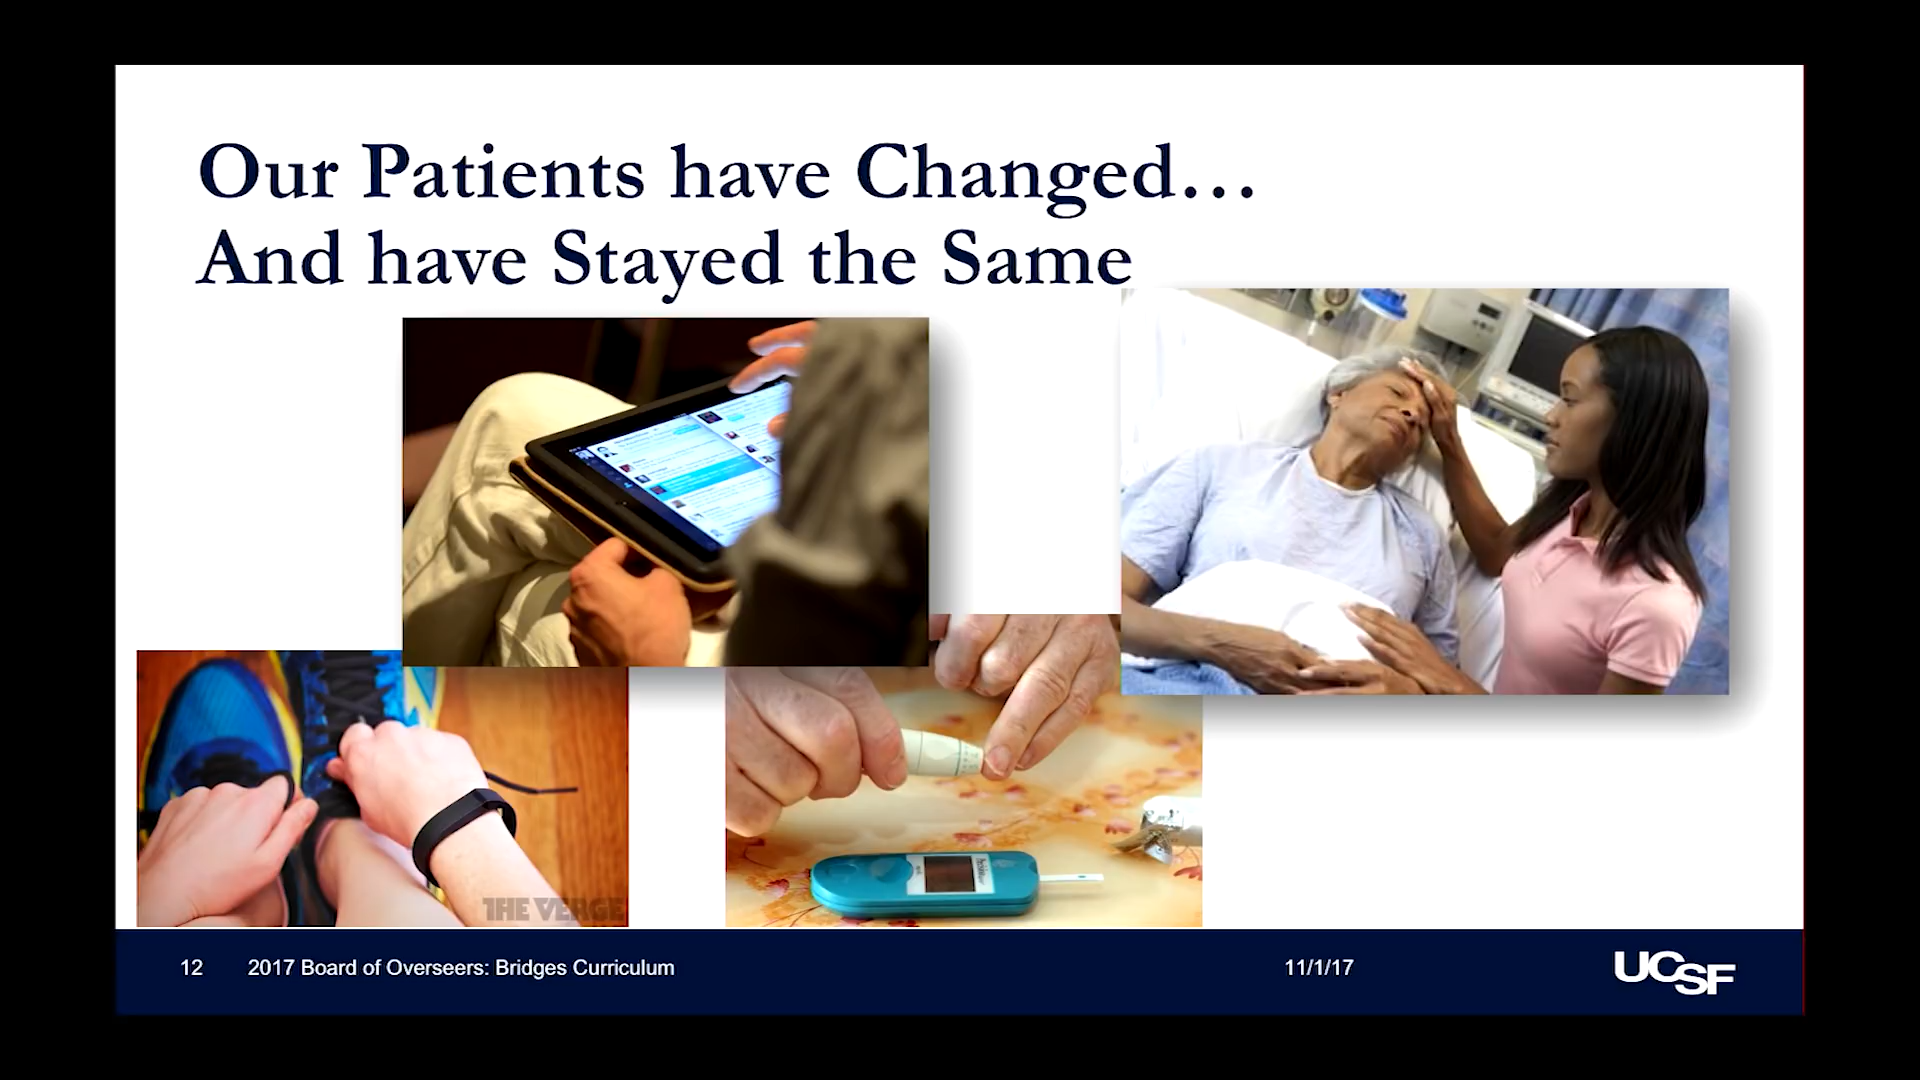 Our Patients have Changed...
And have Stayed the Same
THE VERGE
12 2017 Board of Overseers: Bridges Curriculum 11/1/17 UCSF